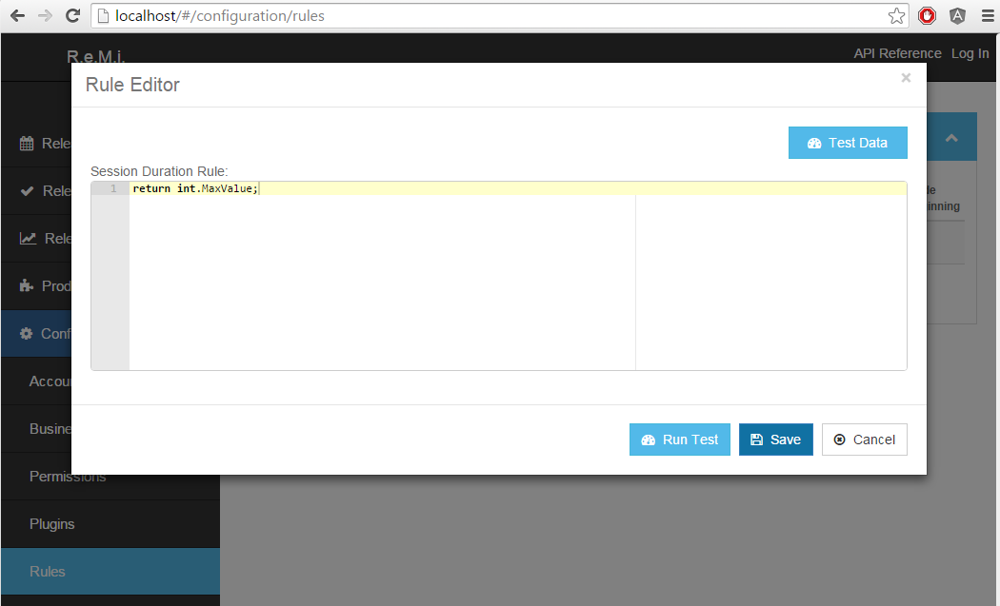 localhost/#/configuration/rules
R.e.M.i.
API Reference Log In
Rule Editor
Test Data
Session Duration Rule:
1 return int.MaxValue;
Run Test
Save
Cancel
Rele
Rele
Rele
Prod
Conf
Accou
Busine
Permissions
Plugins
Rules
le
inning